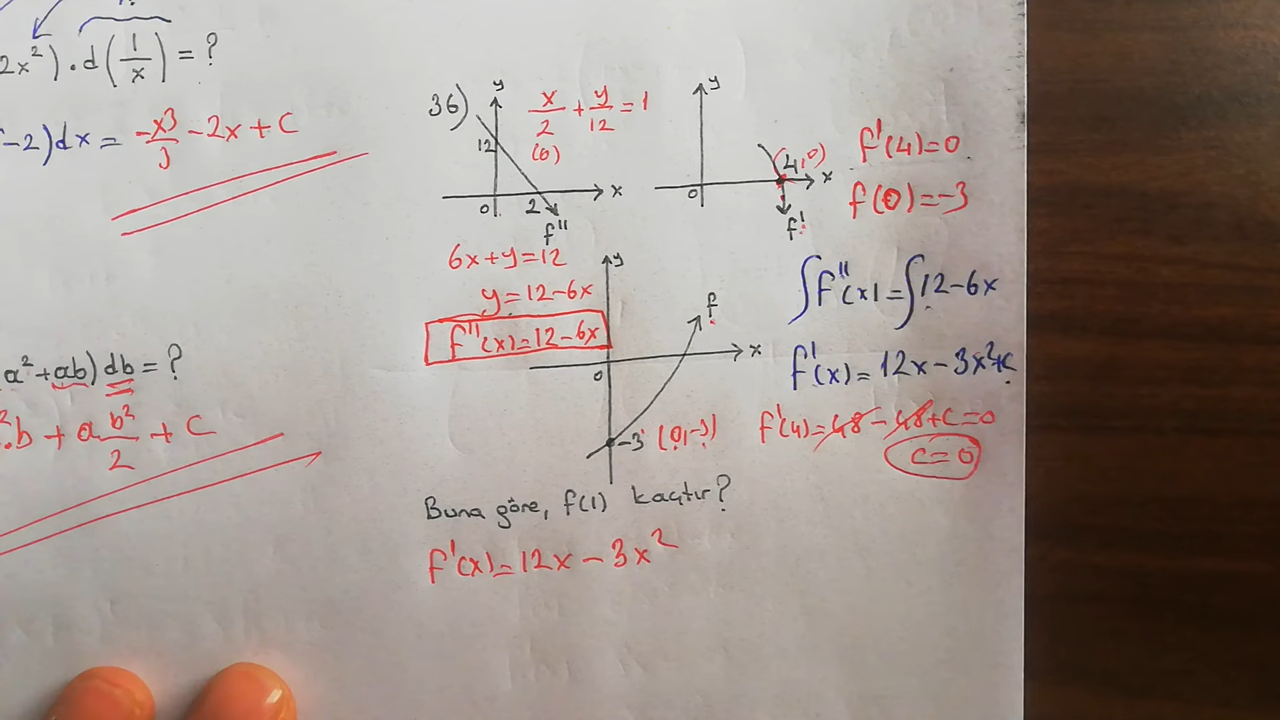 2x²) . d(1/x) = ?
-2)dx = -x³/3 - 2x + C
a²+ab) db = ?
².b + a b²/2 + C
36)
y
12
0
2
x
f''
x/2 + y/12 = 1
(6)
6x+y=12
y=12-6x
f''(x)=12-6x
y
0
(4,0)
x
f'
f'(4)=0
f(0)=-3
y
f
x
0
-3 (0,-3)
∫f''(x) = ∫12-6x
f'(x) = 12x-3x²+c
f'(4)=48-48+c=0
c=0
Buna göre, f(1) kaçtır?
f'(x)=12x-3x²